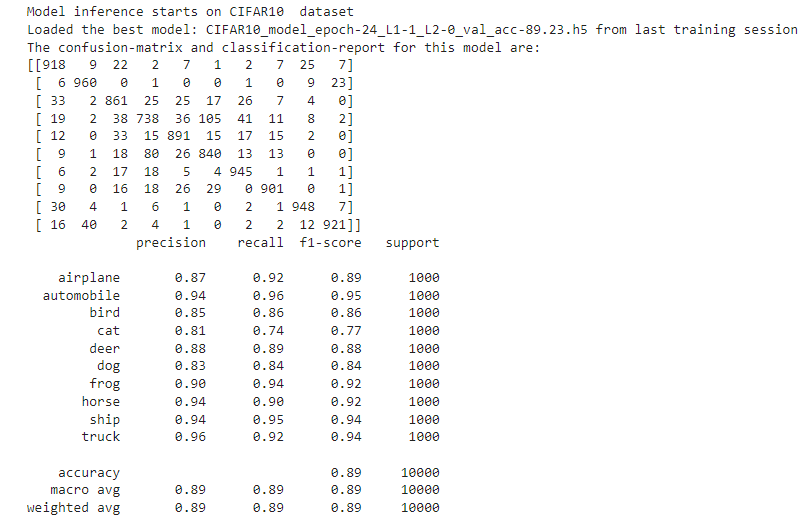 Model inference starts on CIFAR10  dataset
Loaded the best model: CIFAR10_model_epoch-24_L1-1_L2-0_val_acc-89.23.h5 from last training session
The confusion-matrix and classification-report for this model are:
[[918   9  22   2   7   1   2   7  25   7]
 [  6 960   0   1   0   0   1   0   9  23]
 [ 33   2 861  25  25  17  26   7   4   0]
 [ 19   2  38 738  36 105  41  11   8   2]
 [ 12   0  33  15 891  15  17  15   2   0]
 [  9   1  18  80  26 840  13  13   0   0]
 [  6   2  17  18   5   4 945   1   1   1]
 [  9   0  16  18  26  29   0 901   0   1]
 [ 30   4   1   6   1   0   2   1 948   7]
 [ 16  40   2   4   1   0   2   2  12 921]]
              precision    recall  f1-score   support
    airplane       0.87      0.92      0.89      1000
  automobile       0.94      0.96      0.95      1000
        bird       0.85      0.86      0.86      1000
         cat       0.81      0.74      0.77      1000
        deer       0.88      0.89      0.88      1000
         dog       0.83      0.84      0.84      1000
        frog       0.90      0.94      0.92      1000
       horse       0.94      0.90      0.92      1000
        ship       0.94      0.95      0.94      1000
       truck       0.96      0.92      0.94      1000
    accuracy                           0.89     10000
   macro avg       0.89      0.89      0.89     10000
weighted avg       0.89      0.89      0.89     10000